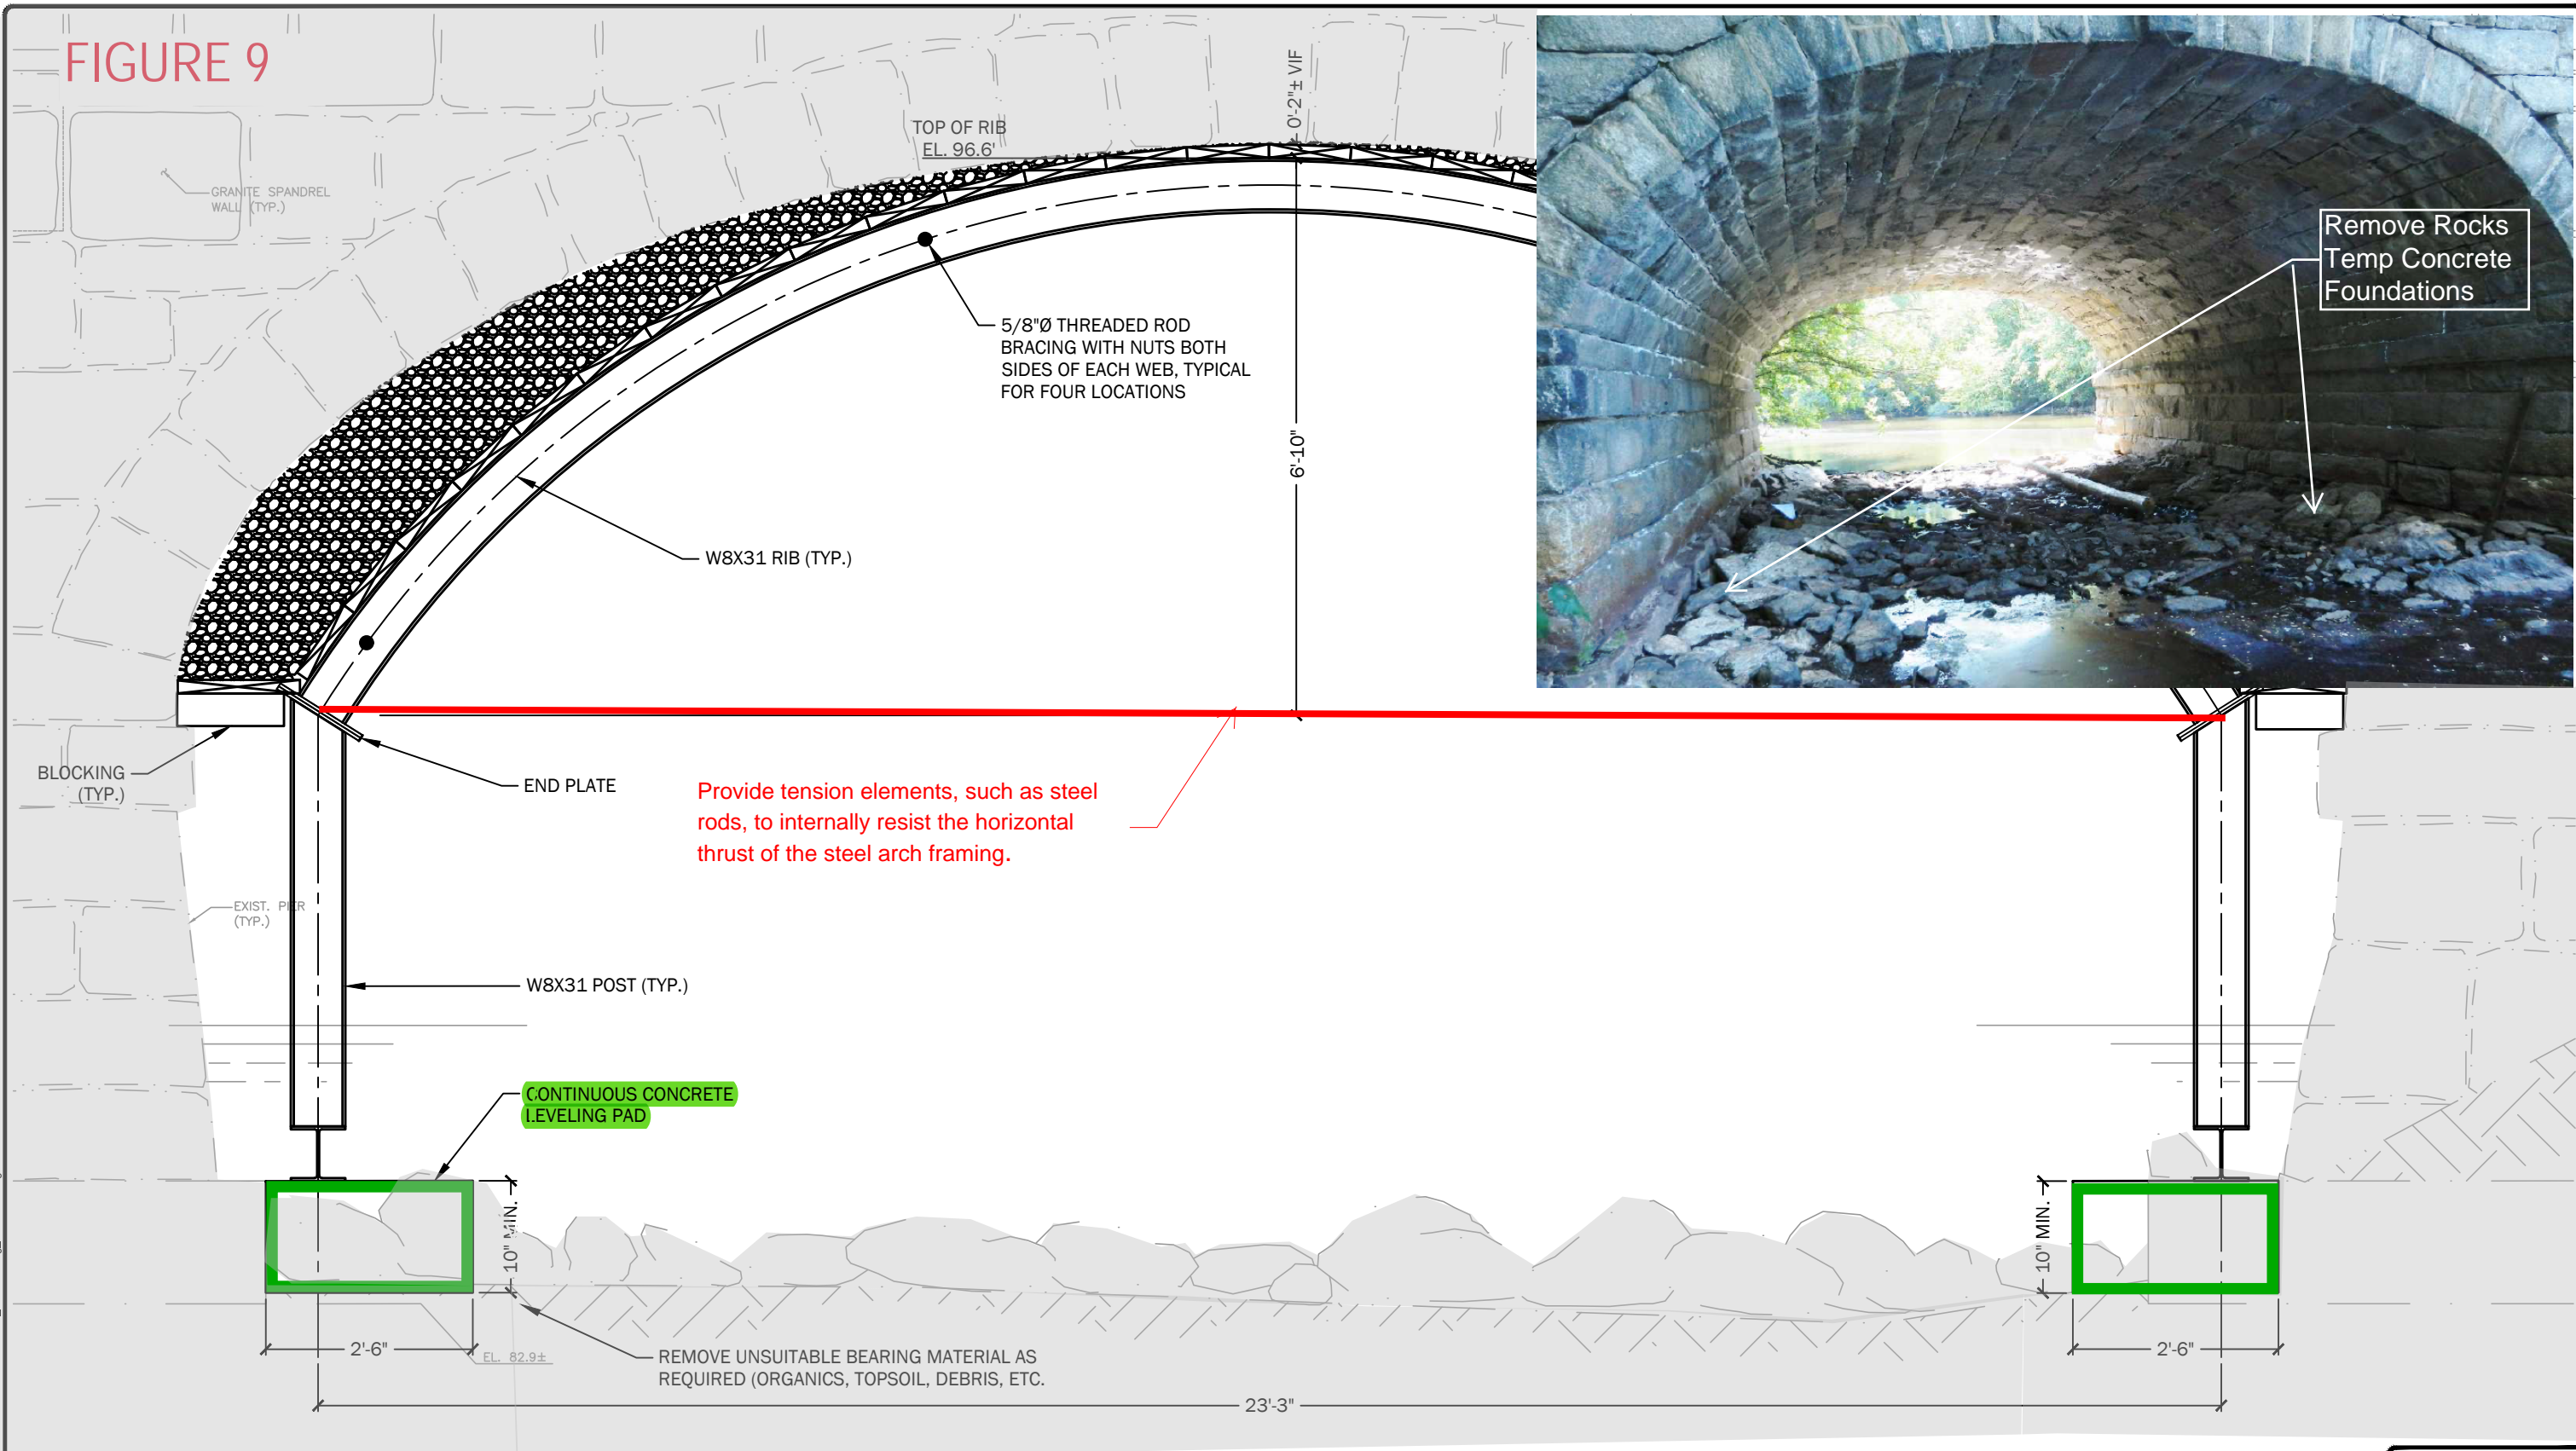 FIGURE 9
TOP OF RIB
EL. 96.6'
0'-2"± VIF
GRANITE SPANDREL
WALL (TYP.)
Remove Rocks
Temp Concrete
Foundations
5/8"Ø THREADED ROD
BRACING WITH NUTS BOTH
SIDES OF EACH WEB, TYPICAL
FOR FOUR LOCATIONS
6'-10"
W8X31 RIB (TYP.)
BLOCKING
(TYP.)
END PLATE
Provide tension elements, such as steel
rods, to internally resist the horizontal
thrust of the steel arch framing.
EXIST. PIER
(TYP.)
W8X31 POST (TYP.)
CONTINUOUS CONCRETE
LEVELING PAD
10" MIN.
10" MIN.
2'-6"
EL. 82.9±
REMOVE UNSUITABLE BEARING MATERIAL AS
REQUIRED (ORGANICS, TOPSOIL, DEBRIS, ETC.
2'-6"
23'-3"